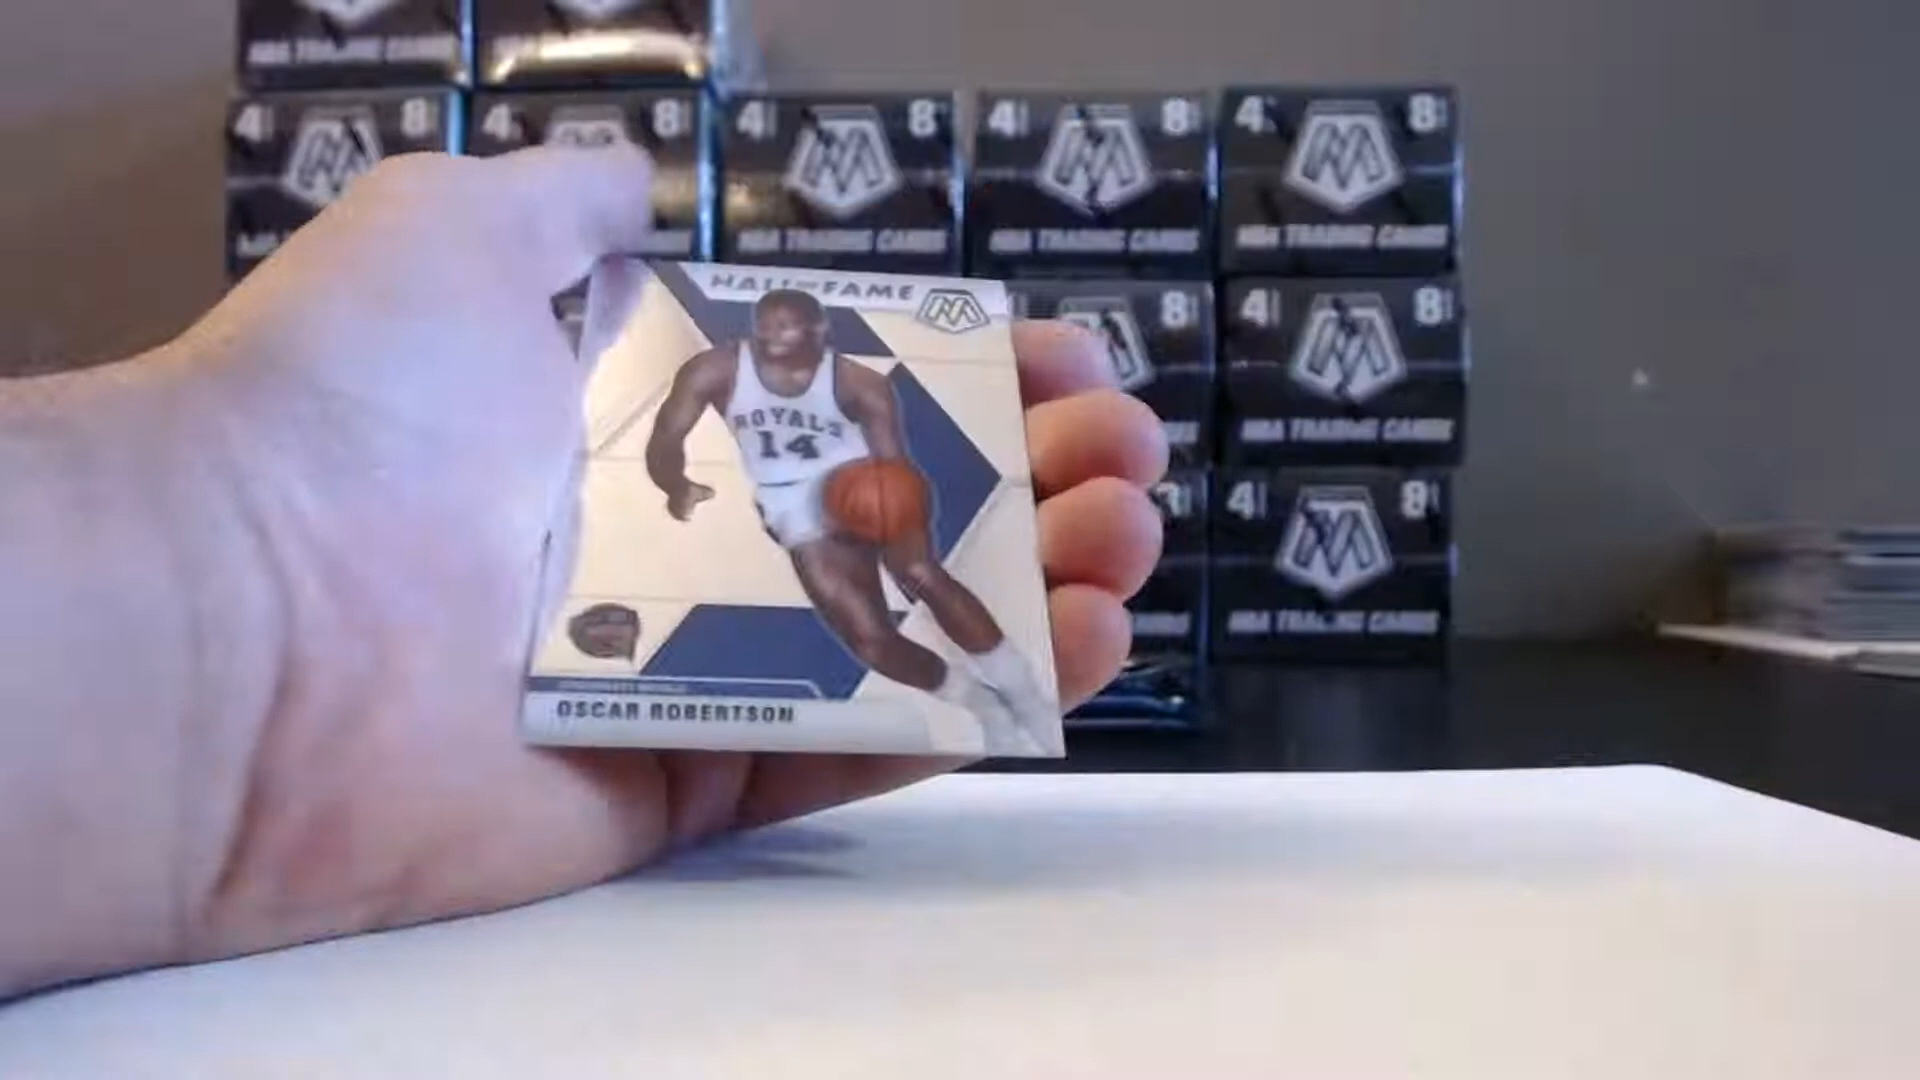 NBA TRADING CARDS
4 8
4 8
4 8
4 8
4 8
NBA TRADING CARDS
NBA TRADING CARDS
NBA TRADING CARDS
HALL OF FAME
M
ROYALS
14
OSCAR ROBERTSON
8
4 8
NBA TRADING CARDS
4 8
NBA TRADING CARDS